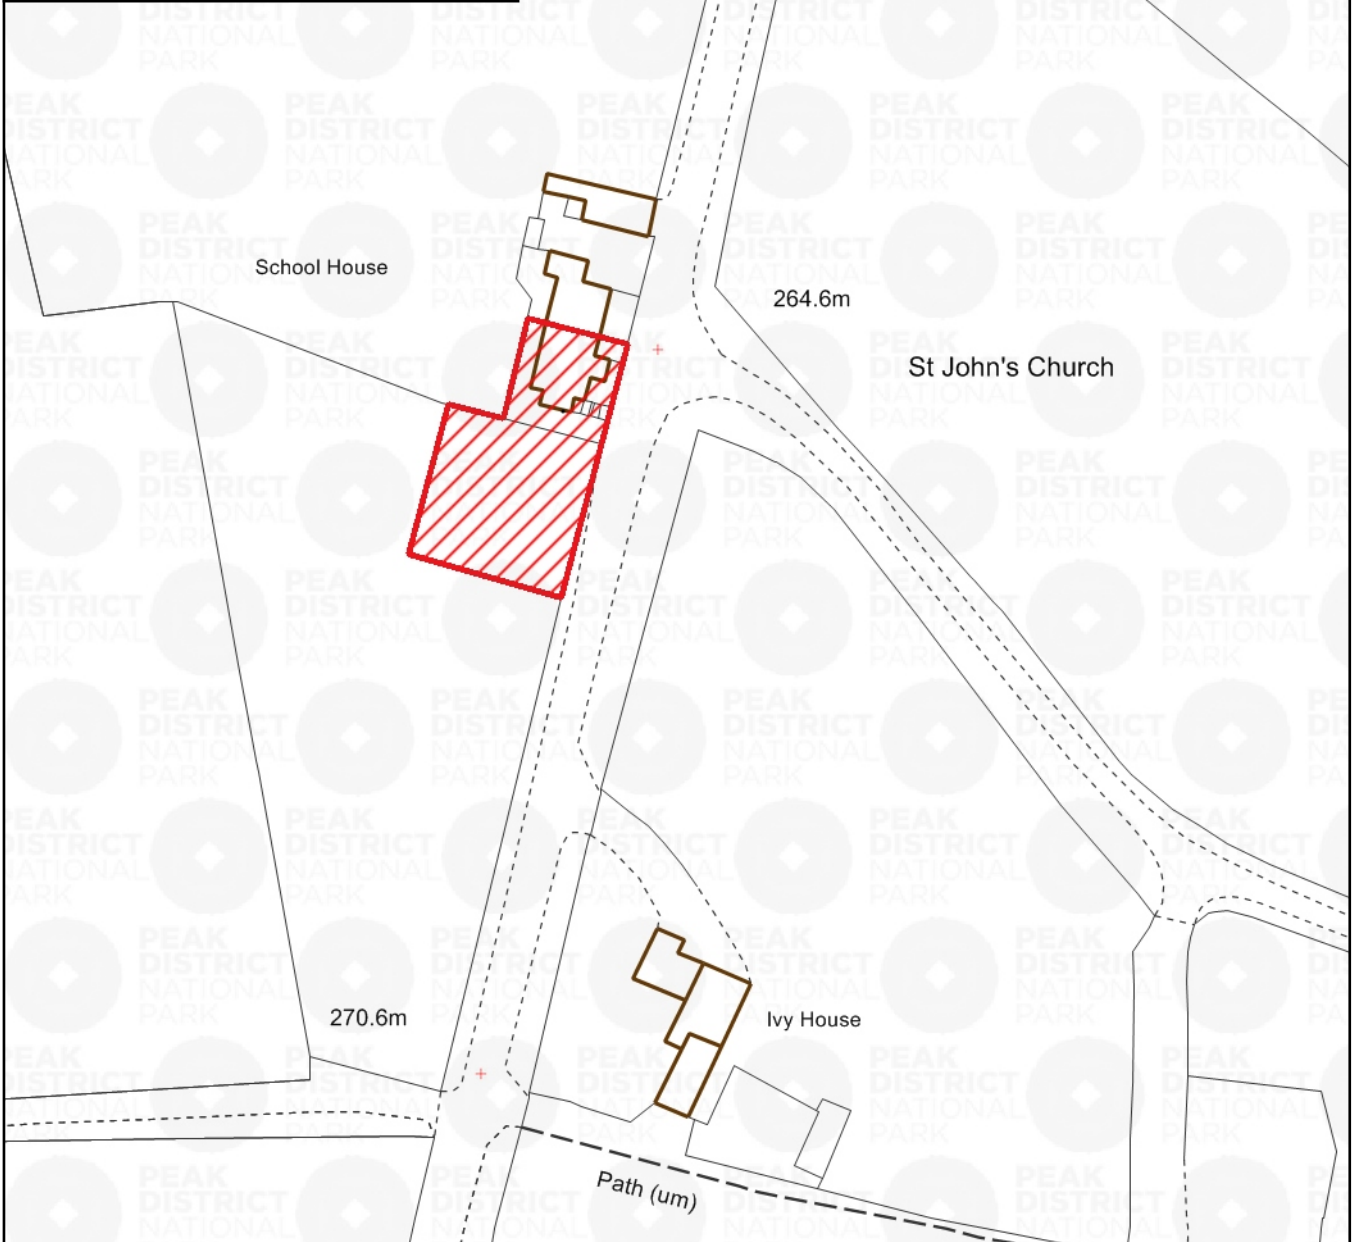 School House
264.6m
St John's Church
270.6m
Ivy House
Path (um)
PEAK
DISTRICT
NATIONAL
PARK